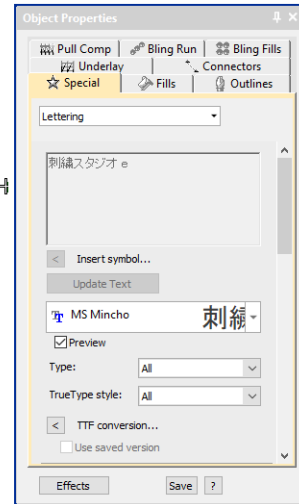 Object Properties
Pull Comp Bling Run Bling Fills
Underlay Connectors
Special Fills Outlines
Lettering
刺繍スタジオ e
< Insert symbol...
Update Text
MS Mincho 刺繍
Preview
Type: All
TrueType style: All
< TTF conversion...
Use saved version
Effects Save ?